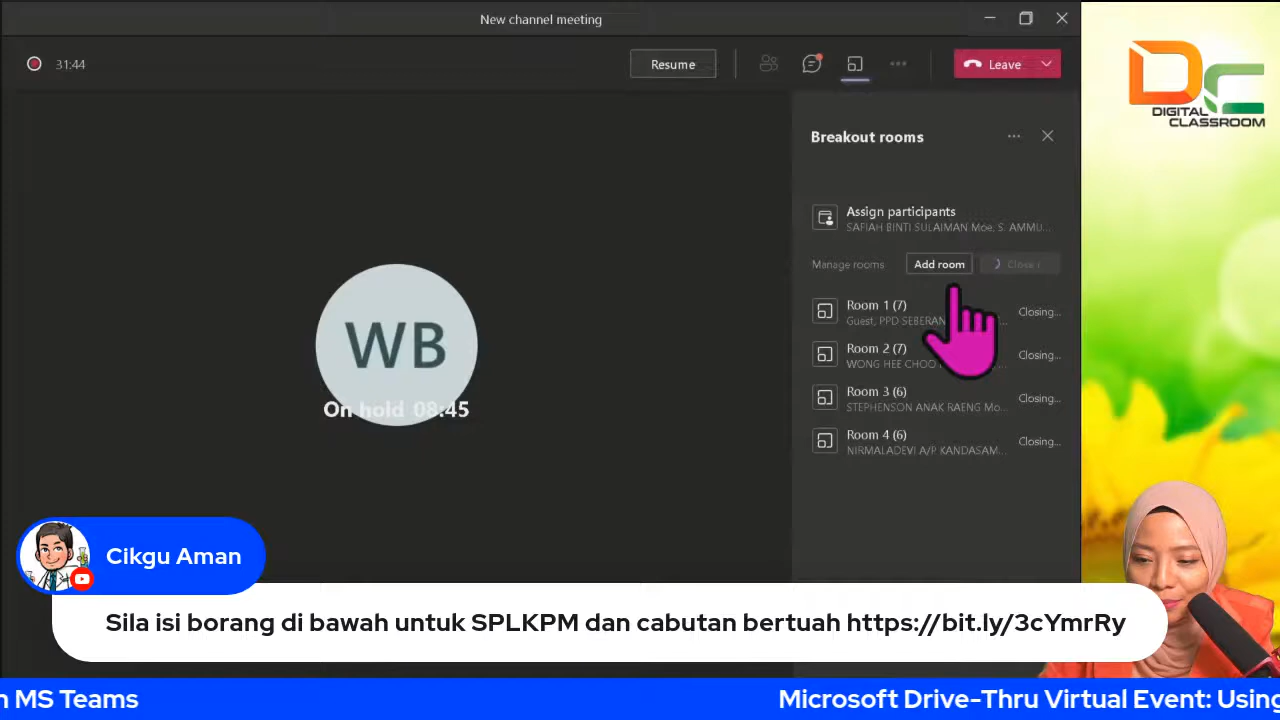 New channel meeting
31:44
Resume
Leave
DC
DIGITAL
CLASSROOM
Breakout rooms
Assign participants
SAFIAH BINTI SULAIMAN Moe, S. AMMU...
Manage rooms
Add room
Room 1 (7)
Guest, PPD SEBERAN
Closing...
Room 2 (7)
WONG HEE CHOO
Closing...
Room 3 (6)
STEPHENSON ANAK RAENG Mo...
Closing...
Room 4 (6)
NIRMALADEVI A/P KANDASAM...
Closing...
WB
On hold 08:45
Cikgu Aman
Sila isi borang di bawah untuk SPLKPM dan cabutan bertuah https://bit.ly/3cYmrRy
n MS Teams
Microsoft Drive-Thru Virtual Event: Using